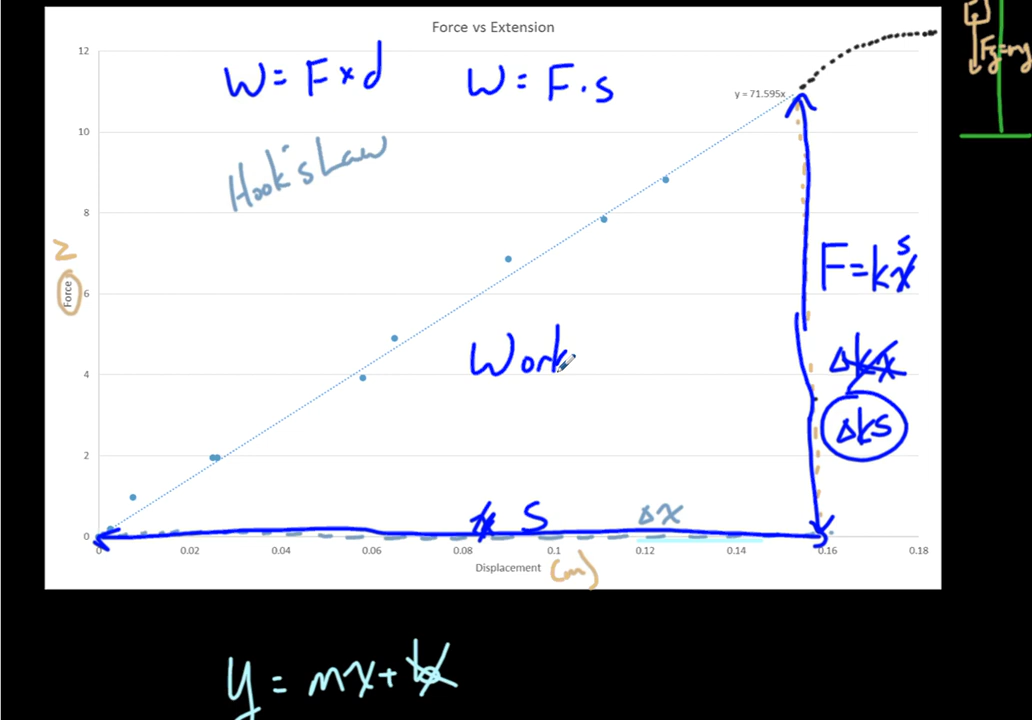 Force vs Extension
12
W = F × d
W = F · s
y = 71.595x
Fg=mg
10
Hook's Law
8
N
Force
6
F = kx s
Work
4
Δkx
Δks
2
x S
Δx
0
0
0.02
0.04
0.06
0.08
0.1
0.12
0.14
0.16
0.18
Displacement
(m)
y = mx + b